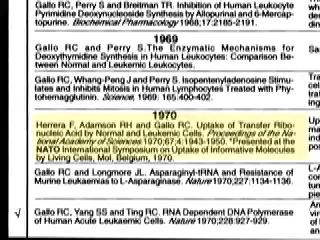 Gallo RC, Perry S and Breitman TR. Inhibition of Human Leukocyte
Pyrimidine Deoxynucleoside Synthesis by Allopurinal and 6-Mercap-
topurine. Biochemical Pharmacology 1968;17:2185-2191.
1969
Gallo RC and Perry S.The Enzymatic Mechanisms for
Deoxythymidine Synthesis in Human Leukocytes: Comparison Be-
tween Normal and Leukemic Leukocytes.
Gallo RC, Whang-Peng J and Perry S. Isopentenyladenosine Stimu-
lates and Inhibits Mitosis in Human Lymphocytes Treated with Phy-
tohemagglutinin. Science, 1969: 165:400-402.
1970
Herrera F, Adamson RH and Gallo RC. Uptake of Transfer Ribo-
nucleic Acid by Normal and Leukemic Cells. Proceedings of the Na-
tional Academy of Sciences 1970;67;4:1943-1950. *Presented at the
NATO International Symposium on Uptake of Informative Molecules
by Living Cells, Mol, Belgium, 1970.
Gallo RC and Longmore JL. Asparaginyl-tRNA and Resistance of
Murine Leukaemias to L-Asparaginase. Nature 1970;227:1134-1136.
√ Gallo RC, Yang SS and Ting RC. RNA Dependent DNA Polymerase
of Human Acute Leukaemic Cells. Nature 1970;228:927-929.